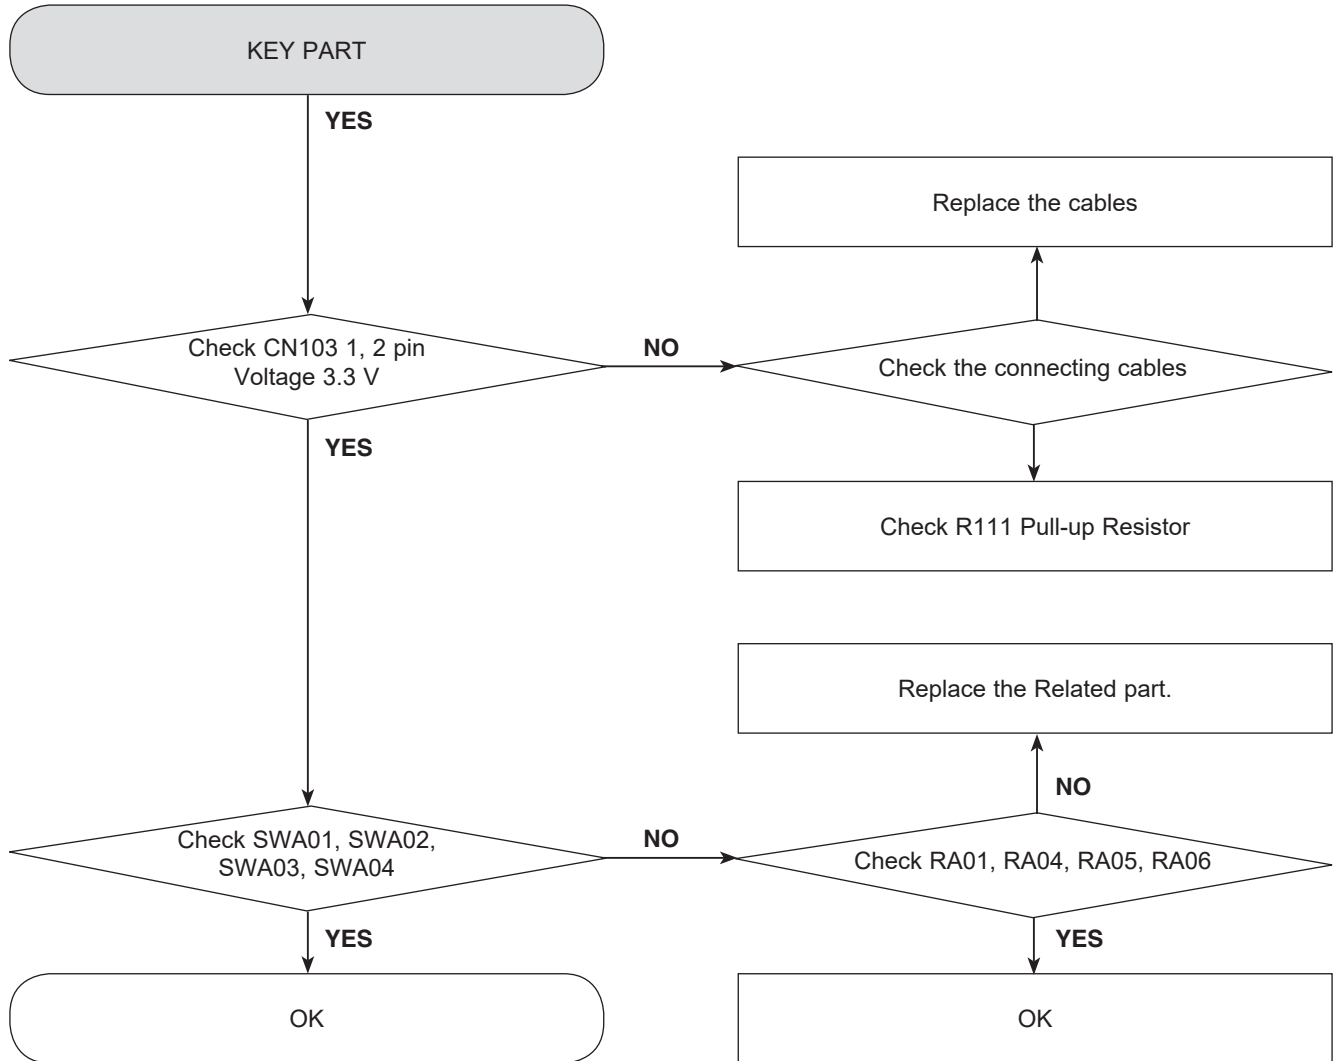 KEY PART
YES
Replace the cables
Check CN103 1, 2 pin
Voltage 3.3 V
NO
Check the connecting cables
YES
Check R111 Pull-up Resistor
Replace the Related part.
NO
Check SWA01, SWA02,
SWA03, SWA04
NO
Check RA01, RA04, RA05, RA06
YES
YES
OK
OK